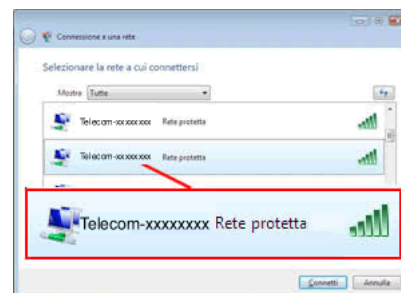 Connessione a una rete
Selezionare la rete a cui connettersi
Mostra Tutte
Telecom-xxxxxxxx Rete protetta
Telecom-xxxxxxxx Rete protetta
Telecom-xxxxxxxx Rete protetta
Connetti Annulla